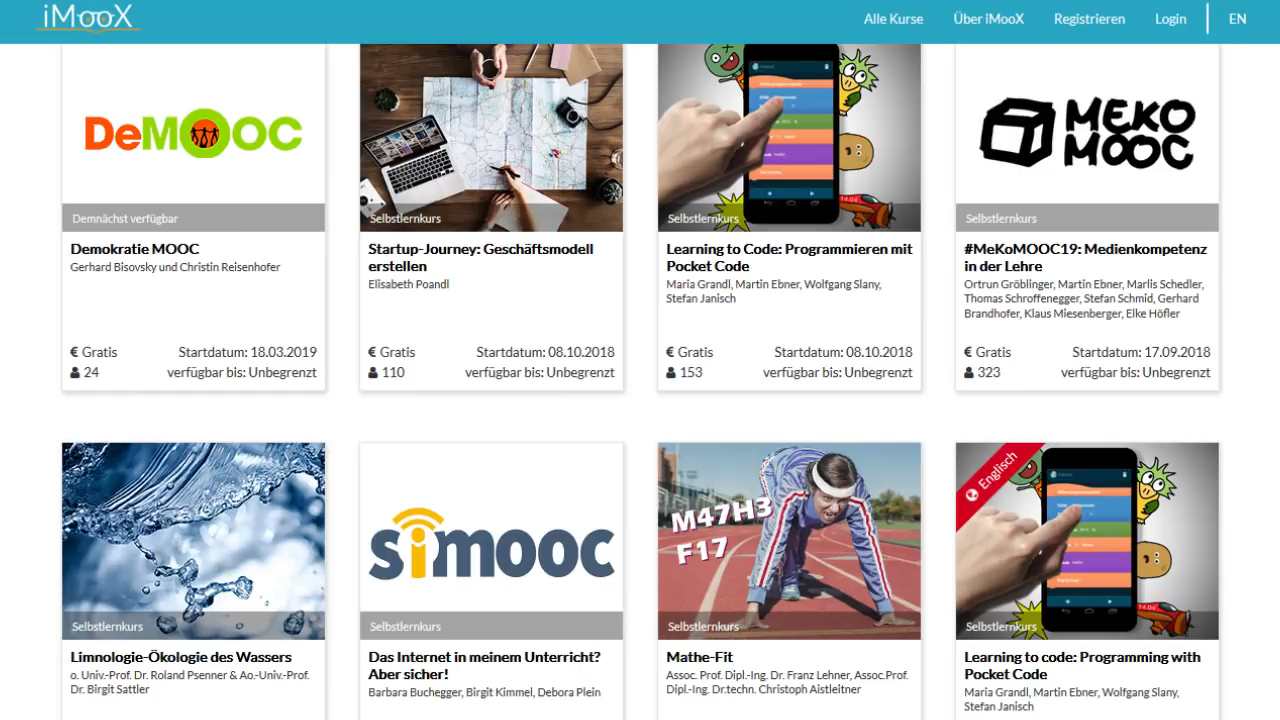 iMooX
Alle Kurse
Über iMooX
Registrieren
Login
EN
DeMOOC
Demnächst verfügbar
Demokratie MOOC
Gerhard Bisovsky und Christin Reisenhofer
€ Gratis
Startdatum: 18.03.2019
24
verfügbar bis: Unbegrenzt
Selbstlernkurs
Startup-Journey: Geschäftsmodell
erstellen
Elisabeth Poandl
€ Gratis
Startdatum: 08.10.2018
110
verfügbar bis: Unbegrenzt
14.04
Selbstlernkurs
Learning to Code: Programmieren mit
Pocket Code
Maria Grandl, Martin Ebner, Wolfgang Slany,
Stefan Janisch
€ Gratis
Startdatum: 08.10.2018
153
verfügbar bis: Unbegrenzt
MEKO
MOOC
Selbstlernkurs
#MeKoMOOC19: Medienkompetenz
in der Lehre
Ortrun Gröblinger, Martin Ebner, Marlis Schedler,
Thomas Schroffenegger, Stefan Schmid, Gerhard
Brandhofer, Klaus Miesenberger, Elke Höfler
€ Gratis
Startdatum: 17.09.2018
323
verfügbar bis: Unbegrenzt
Selbstlernkurs
Limnologie-Ökologie des Wassers
o. Univ.-Prof. Dr. Roland Psenner & Ao.-Univ.-Prof.
Dr. Birgit Sattler
simooc
Selbstlernkurs
Das Internet in meinem Unterricht?
Aber sicher!
Barbara Buchegger, Birgit Kimmel, Debora Plein
M47H3
F17
Selbstlernkurs
Mathe-Fit
Assoc. Prof. Dipl.-Ing. Dr. Franz Lehner, Assoc.Prof.
Dipl.-Ing. Dr.techn. Christoph Aistleitner
Englisch
14.04
Selbstlernkurs
Learning to code: Programming with
Pocket Code
Maria Grandl, Martin Ebner, Wolfgang Slany,
Stefan Janisch